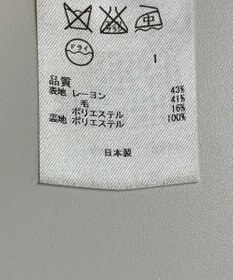 中
ドライ
1
品質
表地 レーヨン 43%
毛 41%
ポリエステル 16%
裏地 ポリエステル 100%
日本製